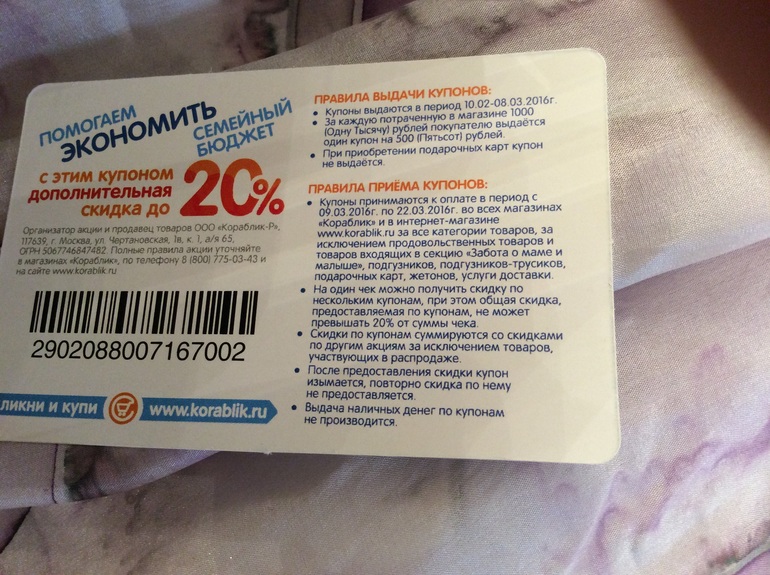 ПОМОГАЕМ
ЭКОНОМИТЬ
СЕМЕЙНЫЙ
БЮДЖЕТ
С ЭТИМ КУПОНОМ
ДОПОЛНИТЕЛЬНАЯ
СКИДКА ДО
20%
Организатор акции и продавец товаров ООО «Кораблик-Р»,
117639, г. Москва, ул. Чертановская, 1в, к. 1, а/я 65,
ОГРН 5067746847482. Полные правила акции уточняйте
в магазинах «Кораблик», по телефону 8 (800) 775-03-43 и
на сайте www.korablik.ru
2902088007167002
ЛИКНИ И КУПИ
www.korablik.ru
ПРАВИЛА ВЫДАЧИ КУПОНОВ:
• Купоны выдаются в период 10.02-08.03.2016г.
• За каждую потраченную в магазине 1000
(Одну Тысячу) рублей покупателю выдаётся
один купон на 500 (Пятьсот) рублей.
• При приобретении подарочных карт купон
не выдаётся.
ПРАВИЛА ПРИЁМА КУПОНОВ:
• Купоны принимаются к оплате в период с
09.03.2016г. по 22.03.2016г. во всех магазинах
«Кораблик» и в интернет-магазине
www.korablik.ru за все категории товаров, за
исключением продовольственных товаров и
товаров входящих в секцию «Забота о маме и
малыше», подгузников, подгузников-трусиков,
подарочных карт, жетонов, услуги доставки.
• На один чек можно получить скидку по
нескольким купонам, при этом общая скидка,
предоставляемая по купонам, не может
превышать 20% от суммы чека.
• Скидки по купонам суммируются со скидками
по другим акциям за исключением товаров,
участвующих в распродаже.
• После предоставления скидки купон
изымается, повторно скидка по нему
не предоставляется.
• Выдача наличных денег по купонам
не производится.